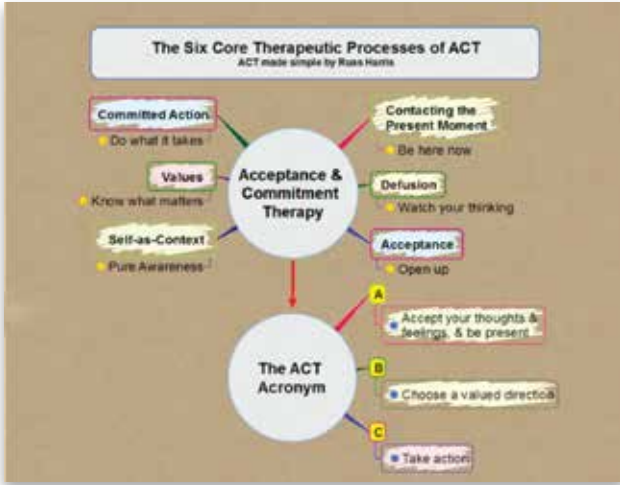 The Six Core Therapeutic Processes of ACT
ACT made simple by Russ Harris
Committed Action
Do what it takes
Values
Know what matters
Self-as-Context
Pure Awareness
Acceptance &
Commitment
Therapy
Contacting the
Present Moment
Be here now
Defusion
Watch your thinking
Acceptance
Open up
The ACT
Acronym
A
Accept your thoughts &
feelings, & be present
B
Choose a valued direction
C
Take action